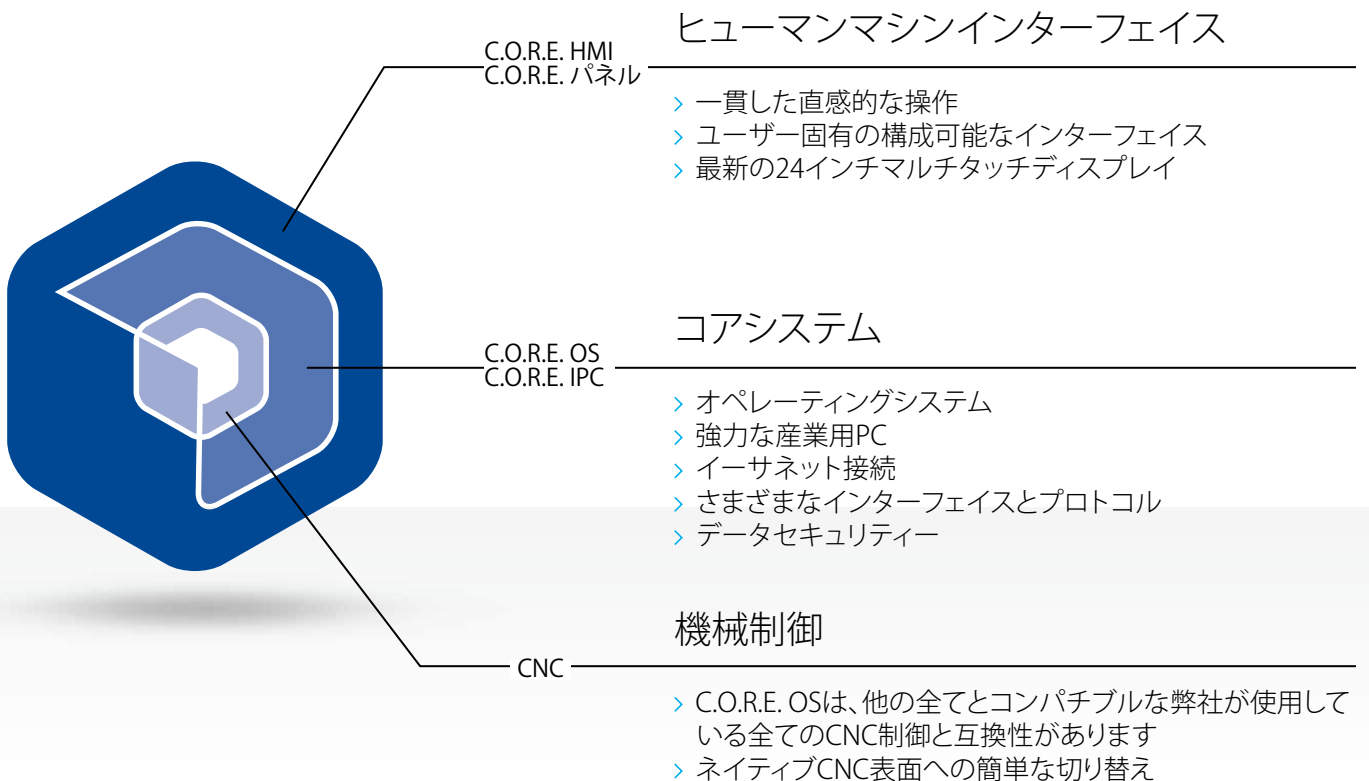 ヒューマンマシンインターフェイス
C.O.R.E. HMI
C.O.R.E. パネル
> 一貫した直感的な操作
> ユーザー固有の構成可能なインターフェイス
> 最新の24インチマルチタッチディスプレイ
コアシステム
C.O.R.E. OS
C.O.R.E. IPC
> オペレーティングシステム
> 強力な産業用PC
> イーサネット接続
> さまざまなインターフェイスとプロトコル
> データセキュリティー
機械制御
CNC
> C.O.R.E. OSは、他の全てとコンパチブルな弊社が使用して
いる全てのCNC制御と互換性があります
> ネイティブCNC表面への簡単な切り替え